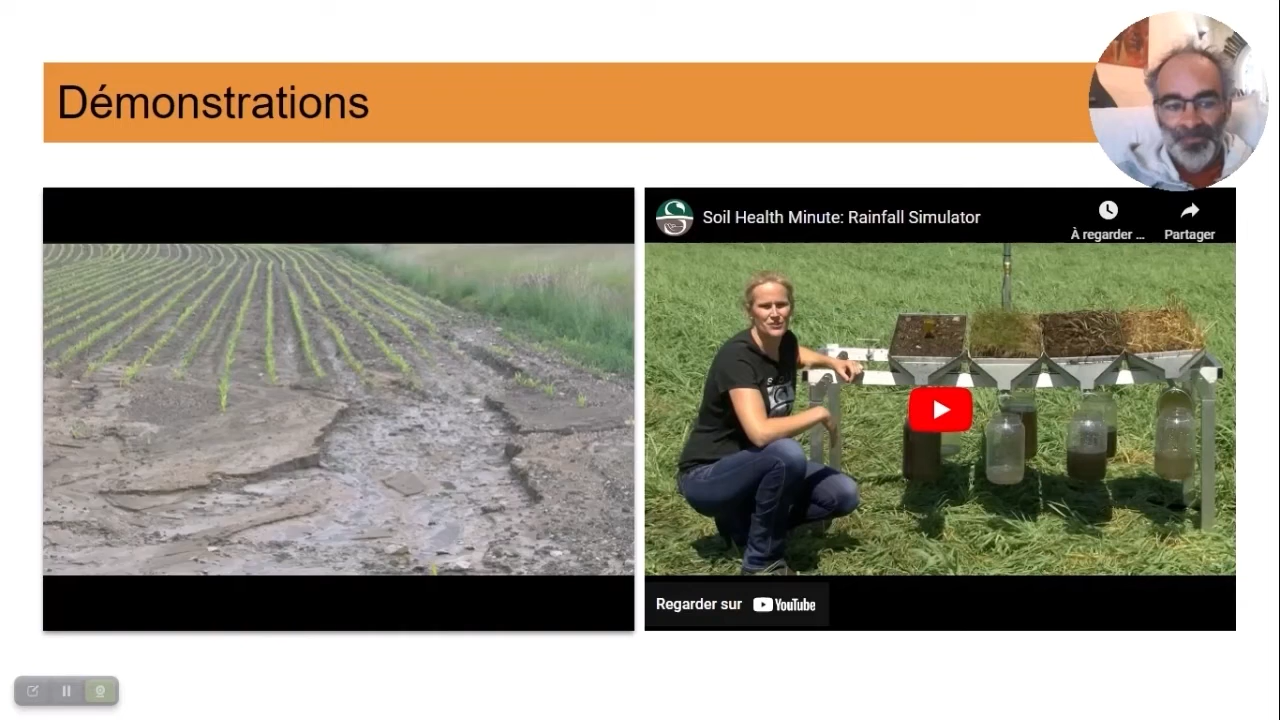 Démonstrations
Soil Health Minute: Rainfall Simulator
À regarder ...
Partager
Regarder sur YouTube